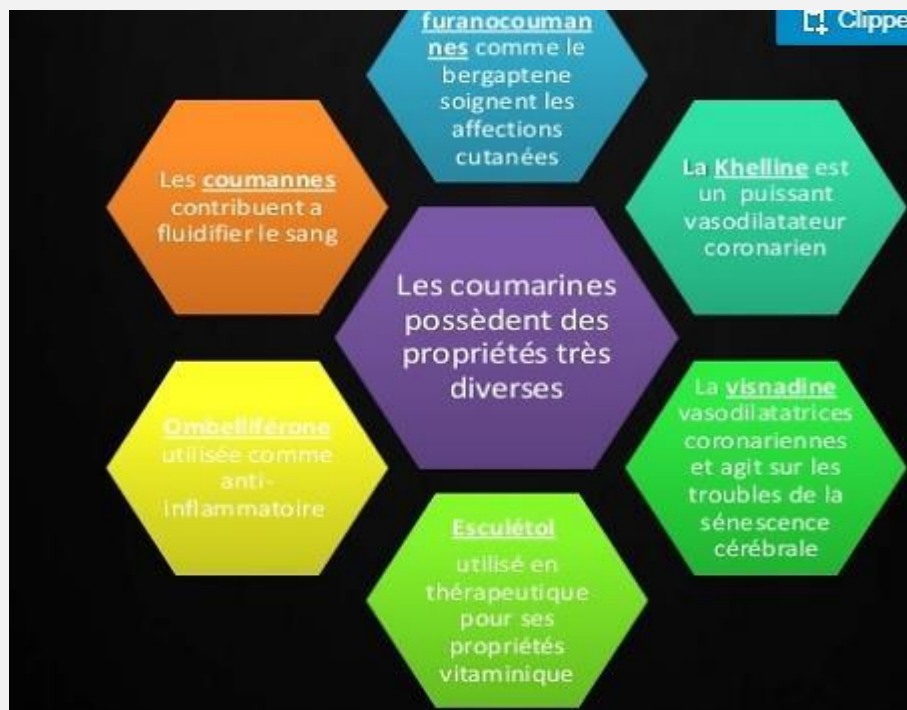 furanocouman
nes comme le
bergaptene
soignent les
affections
cutanées
Clippe
Les coumannes
contribuent a
fluidifier le sang
La Khelline est
un puissant
vasodilatateur
coronarien
Les coumarines
possèdent des
propriétés très
diverses
Ombelliférone
utilisée comme
anti-
inflammatoire
La visnadine
vasodilatatrices
coronariennes
et agit sur les
troubles de la
sénescence
cérébrale
Esculétol
utilisé en
thérapeutique
pour ses
propriétés
vitaminique